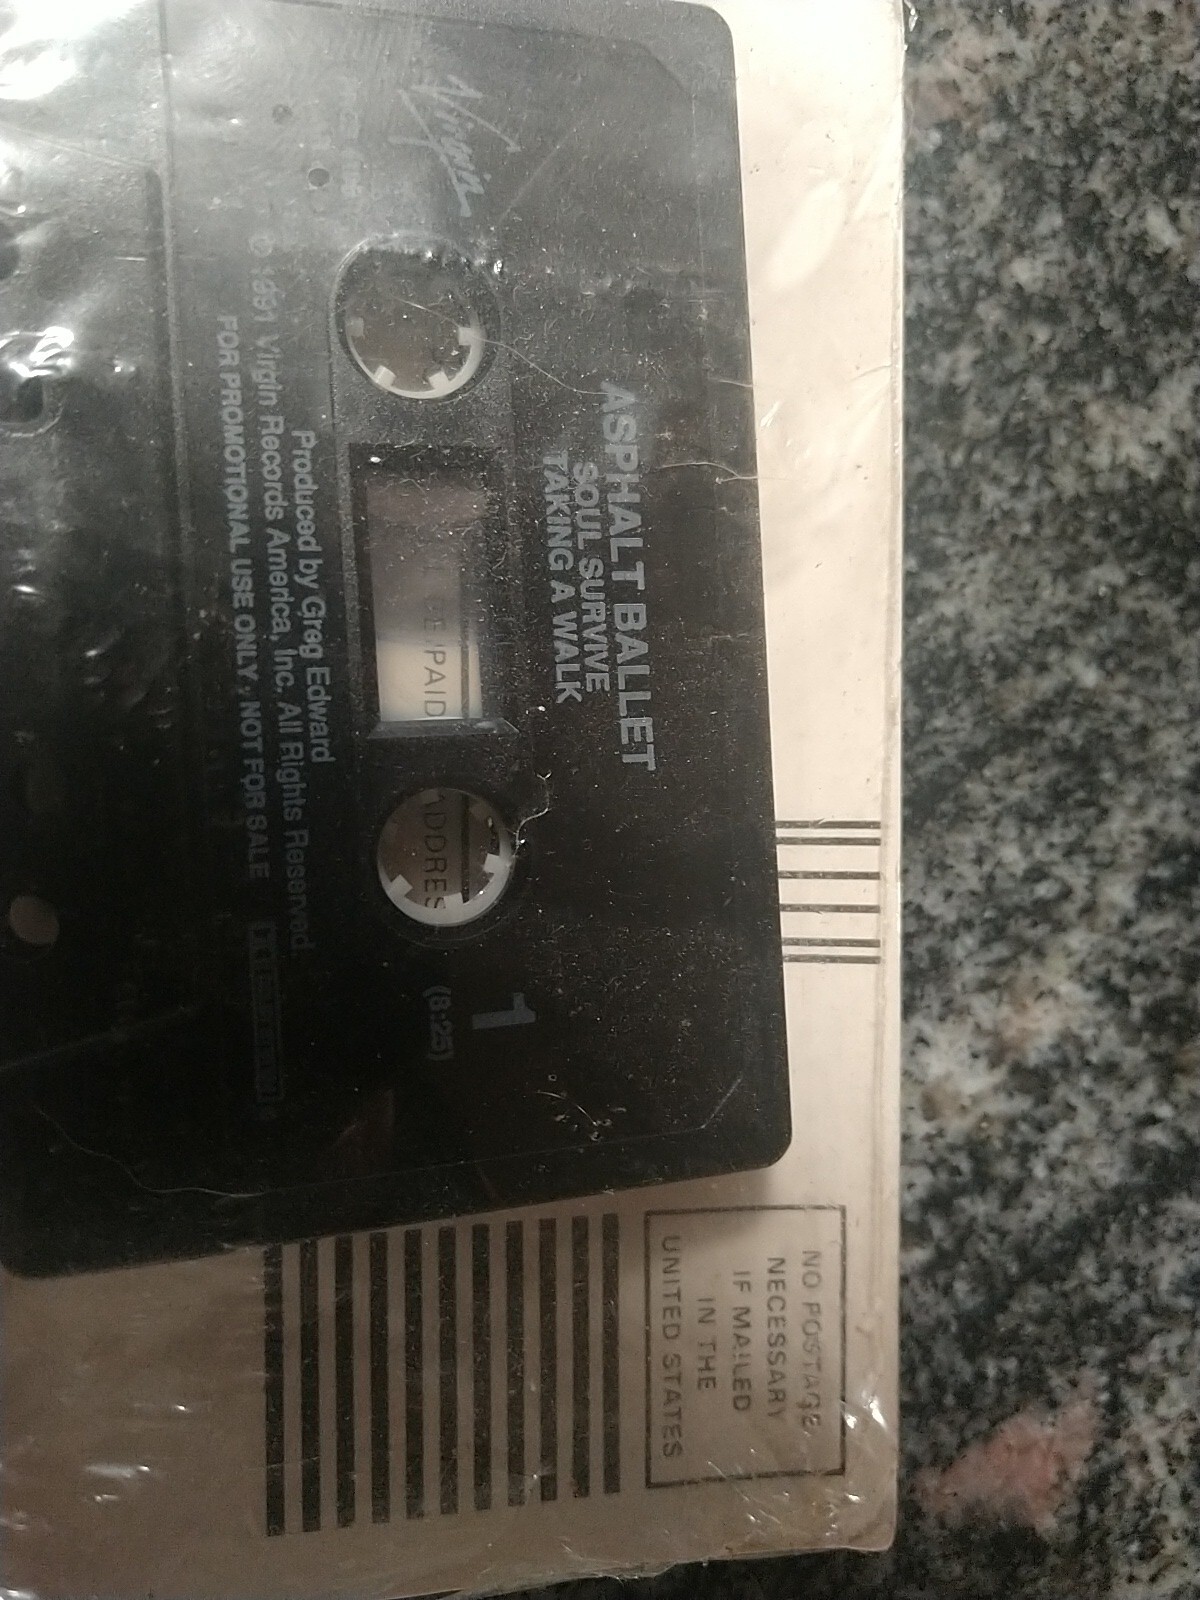 Virgin
ASPHALT BALLET
SOUL SURVIVE
TAKING A WALK
1
(8:25)
PAID
ADDRES
Produced by Greg Edward
℗ 1991 Virgin Records America, Inc. All Rights Reserved.
FOR PROMOTIONAL USE ONLY; NOT FOR SALE
NO POSTAGE
NECESSARY
IF MAILED
IN THE
UNITED STATES